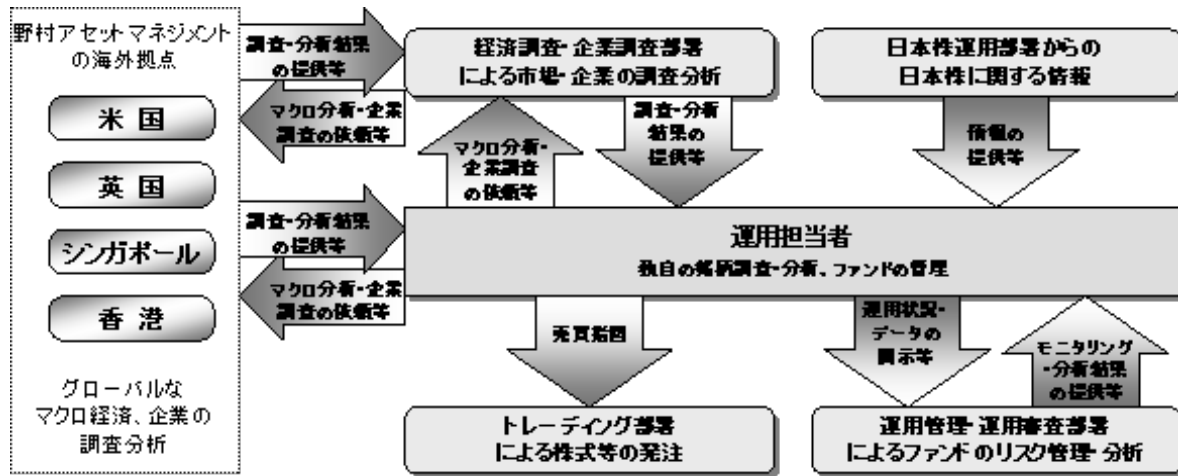 野村アセットマネジメント
の海外拠点
米国
英国
シンガポール
香港
グローバルな
マクロ経済、企業の
調査分析
調査・分析結果
の提供等
マクロ分析・企業
調査の依頼等
調査・分析結果
の提供等
マクロ分析・企業
調査の依頼等
経済調査・企業調査部署
による市場・企業の調査分析
日本株運用部署からの
日本株に関する情報
マクロ分析・
企業調査
の依頼等
調査・分析
結果の
提供等
情報の
提供等
運用担当者
独自の銘柄調査・分析、ファンドの管理
売買指図
運用状況・
データの
開示等
モニタリング
・分析結果
の提供等
トレーディング部署
による株式等の発注
運用管理・運用審査部署
によるファンドのリスク管理・分析